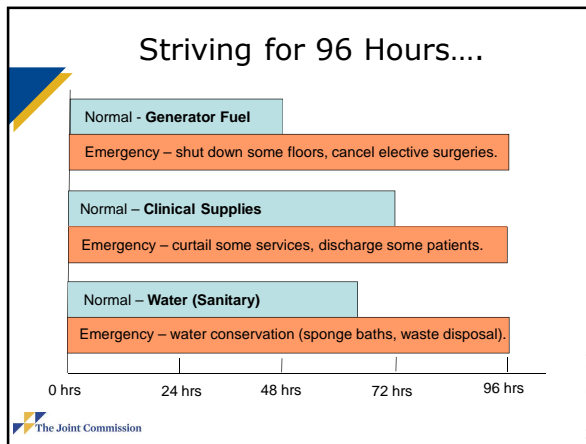 Striving for 96 Hours….
Normal - Generator Fuel
Emergency – shut down some floors, cancel elective surgeries.
Normal – Clinical Supplies
Emergency – curtail some services, discharge some patients.
Normal – Water (Sanitary)
Emergency – water conservation (sponge baths, waste disposal).
0 hrs 24 hrs 48 hrs 72 hrs 96 hrs
The Joint Commission